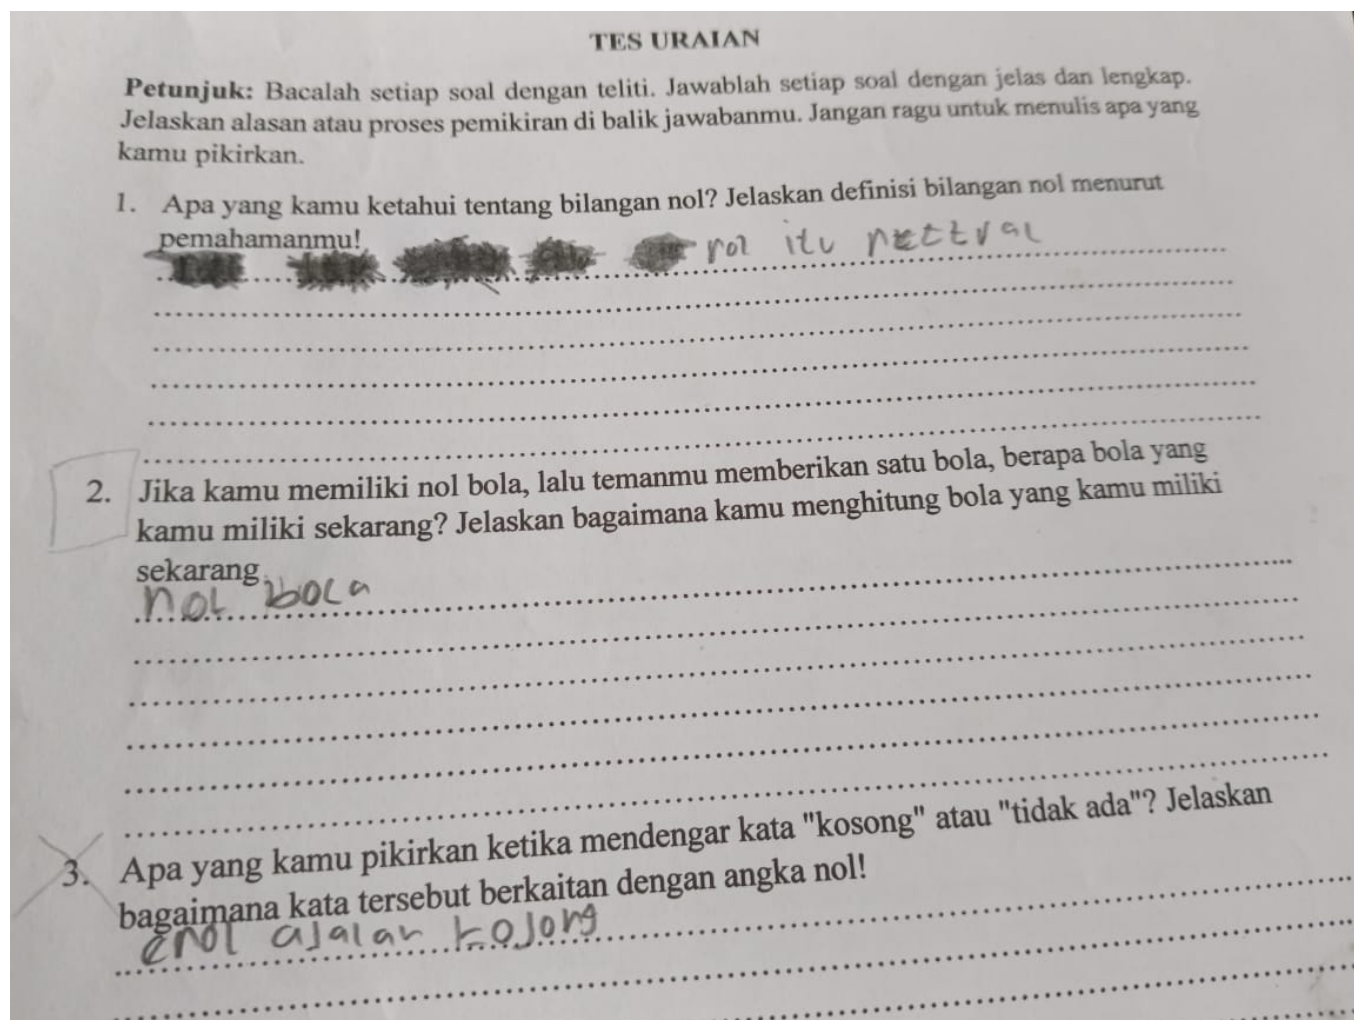 TES URAIAN
Petunjuk: Bacalah setiap soal dengan teliti. Jawablah setiap soal dengan jelas dan lengkap.
Jelaskan alasan atau proses pemikiran di balik jawabanmu. Jangan ragu untuk menulis apa yang
kamu pikirkan.
1. Apa yang kamu ketahui tentang bilangan nol? Jelaskan definisi bilangan nol menurut
pemahamanmu!
nol itu nettral
2. Jika kamu memiliki nol bola, lalu temanmu memberikan satu bola, berapa bola yang
kamu miliki sekarang? Jelaskan bagaimana kamu menghitung bola yang kamu miliki
sekarang.
nol bola
3. Apa yang kamu pikirkan ketika mendengar kata "kosong" atau "tidak ada"? Jelaskan
bagaimana kata tersebut berkaitan dengan angka nol!
enol ajalah kosong